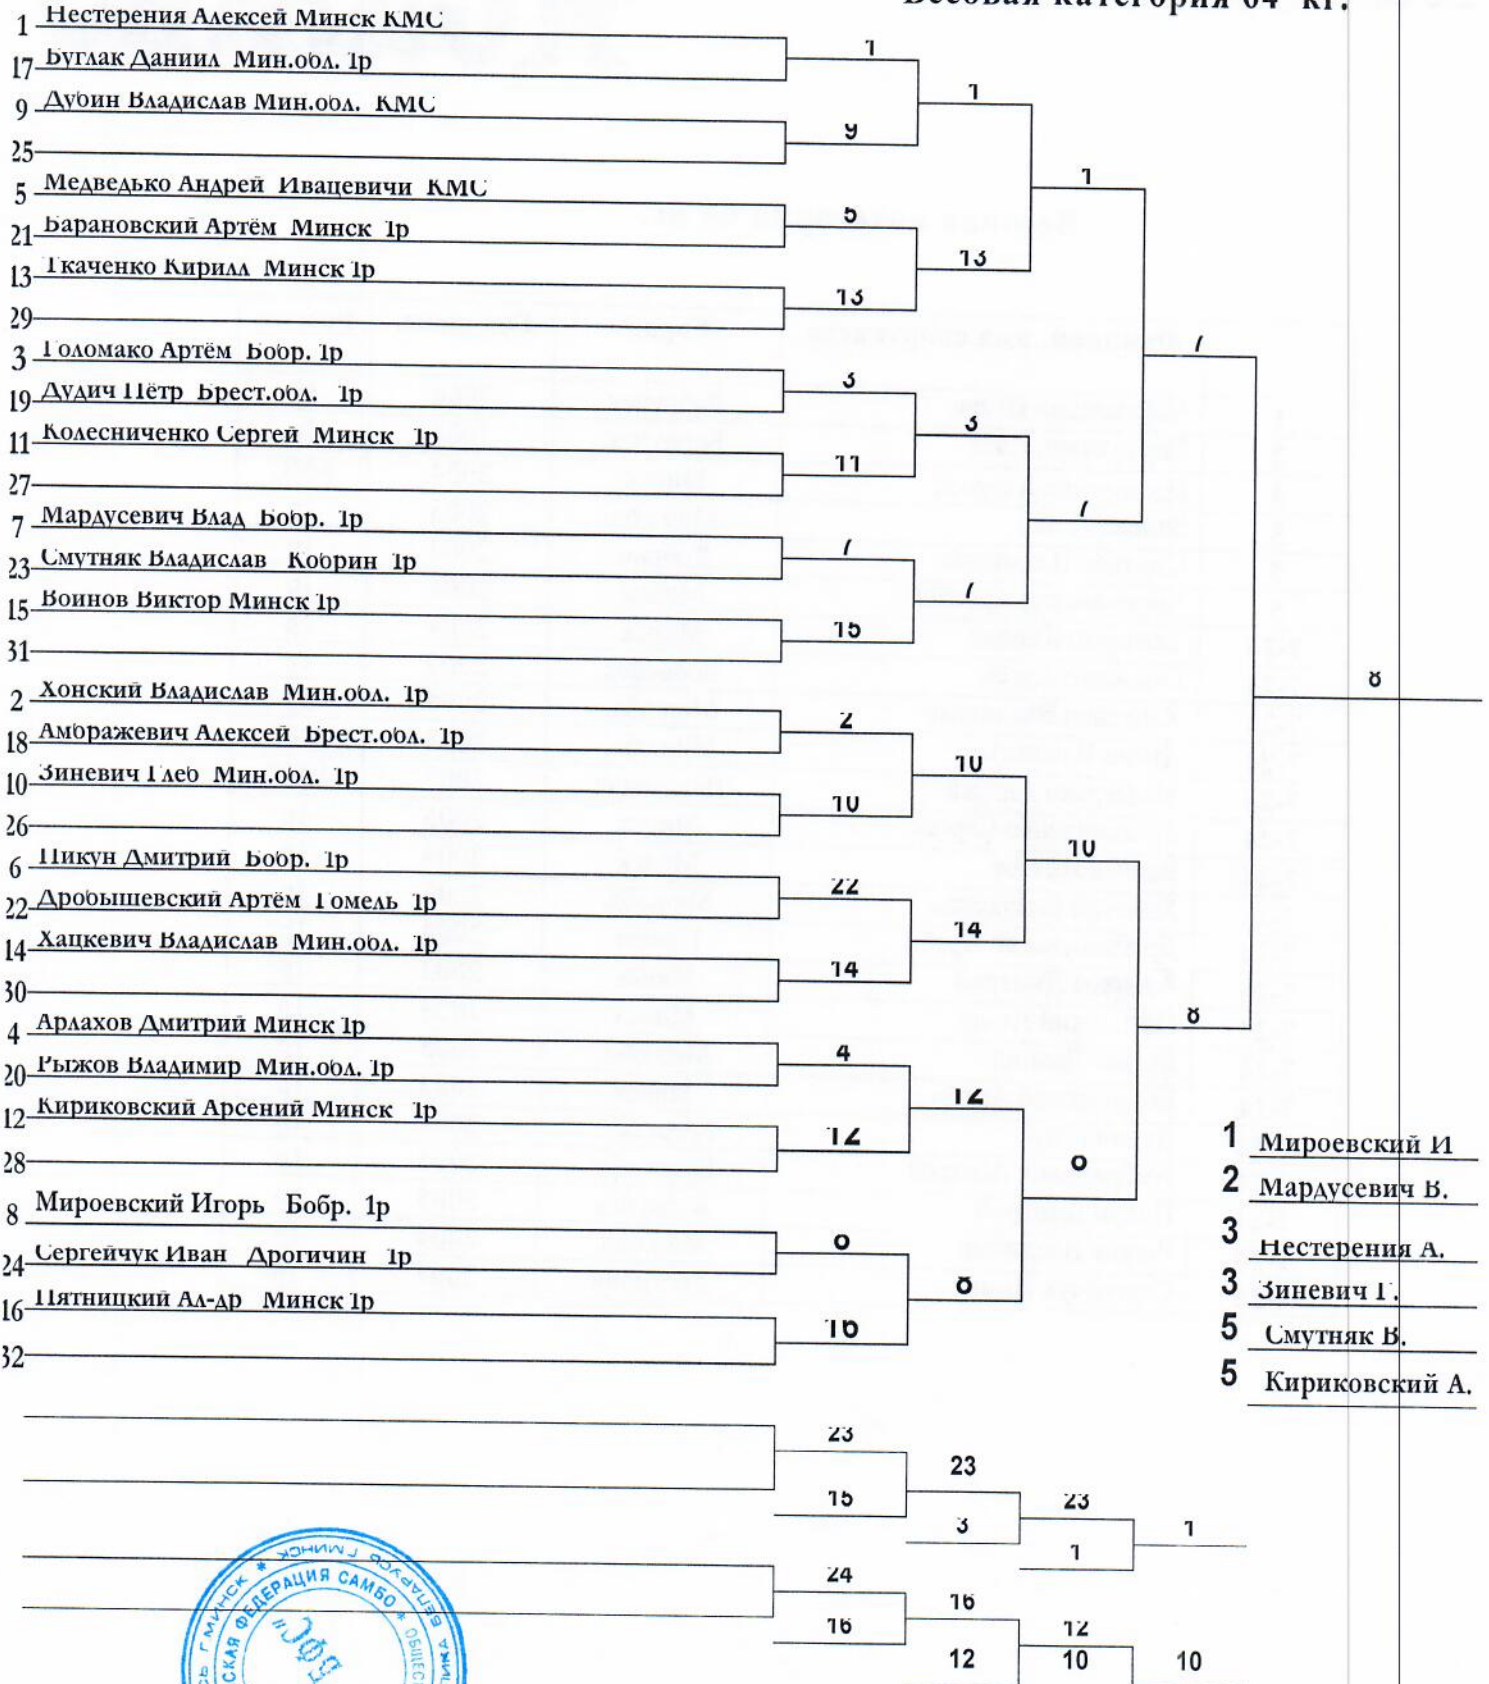 Весовая категория 64 кг.
1 Нестереня Алексей Минск КМС
17 Буглак Даниил Мин.обл. 1р
9 Дубин Владислав Мин.обл. КМС
25
5 Медведько Андрей Ивацевичи КМС
21 Барановский Артём Минск 1р
13 Ткаченко Кирилл Минск 1р
29
3 Голомако Артём Бобр. 1р
19 Дудич Пётр Брест.обл. 1р
11 Колесниченко Сергей Минск 1р
27
7 Мардусевич Влад Бобр. 1р
23 Смутняк Владислав Кобрин 1р
15 Воинов Виктор Минск 1р
31
2 Хонский Владислав Мин.обл. 1р
18 Амбражевич Алексей Брест.обл. 1р
10 Зиневич Глеб Мин.обл. 1р
26
6 Пикун Дмитрий Бобр. 1р
22 Дробышевский Артём Гомель 1р
14 Хацкевич Владислав Мин.обл. 1р
30
4 Арлахов Дмитрий Минск 1р
20 Рыжов Владимир Мин.обл. 1р
12 Кириковский Арсений Минск 1р
28
8 Мироевский Игорь Бобр. 1р
24 Сергейчук Иван Дрогичин 1р
16 Пятницкий Ал-др Минск 1р
32
1
9
5
13
3
11
7
15
2
10
22
14
4
12
8
16
1
13
3
7
10
14
12
8
1
7
10
8
7
8
8
1 Мироевский И
2 Мардусевич В.
3 Нестереня А.
3 Зиневич Г.
5 Смутняк В.
5 Кириковский А.
23
15
23
3
23
1
1
24
16
16
12
12
10
10
СКАЯ ФЕДЕРАЦИЯ САМБО * ОБЩЕС
БЕЛАРУСЬ Г.МИНСК *